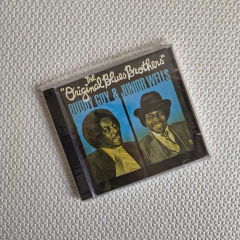 The
"Original Blues Brothers"
BUDDY GUY & JUNIOR WELLS